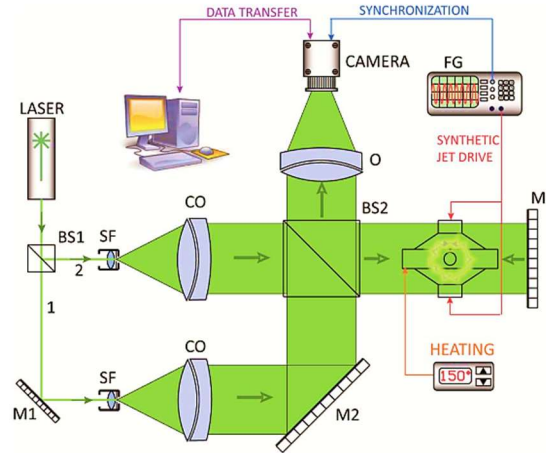 DATA TRANSFER
SYNCHRONIZATION
CAMERA
FG
LASER
SYNTHETIC
JET DRIVE
O
M
CO
BS2
BS1
SF
2
1
CO
SF
HEATING
150°
M1
M2